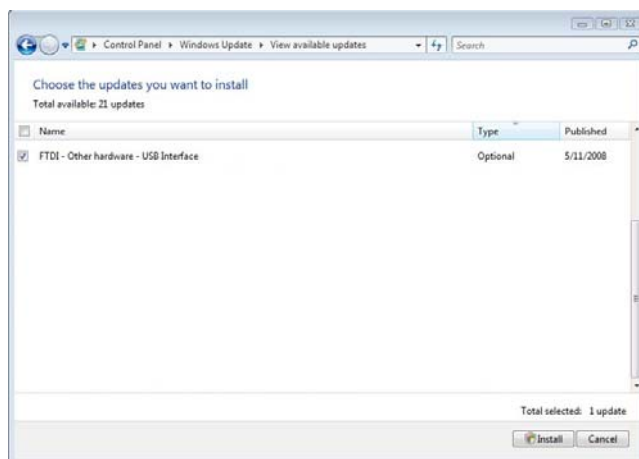 Control Panel Windows Update View available updates Search
Choose the updates you want to install
Total available: 21 updates
Name Type Published
FTDI - Other hardware - USB Interface Optional 5/11/2008
Total selected: 1 update
Install Cancel